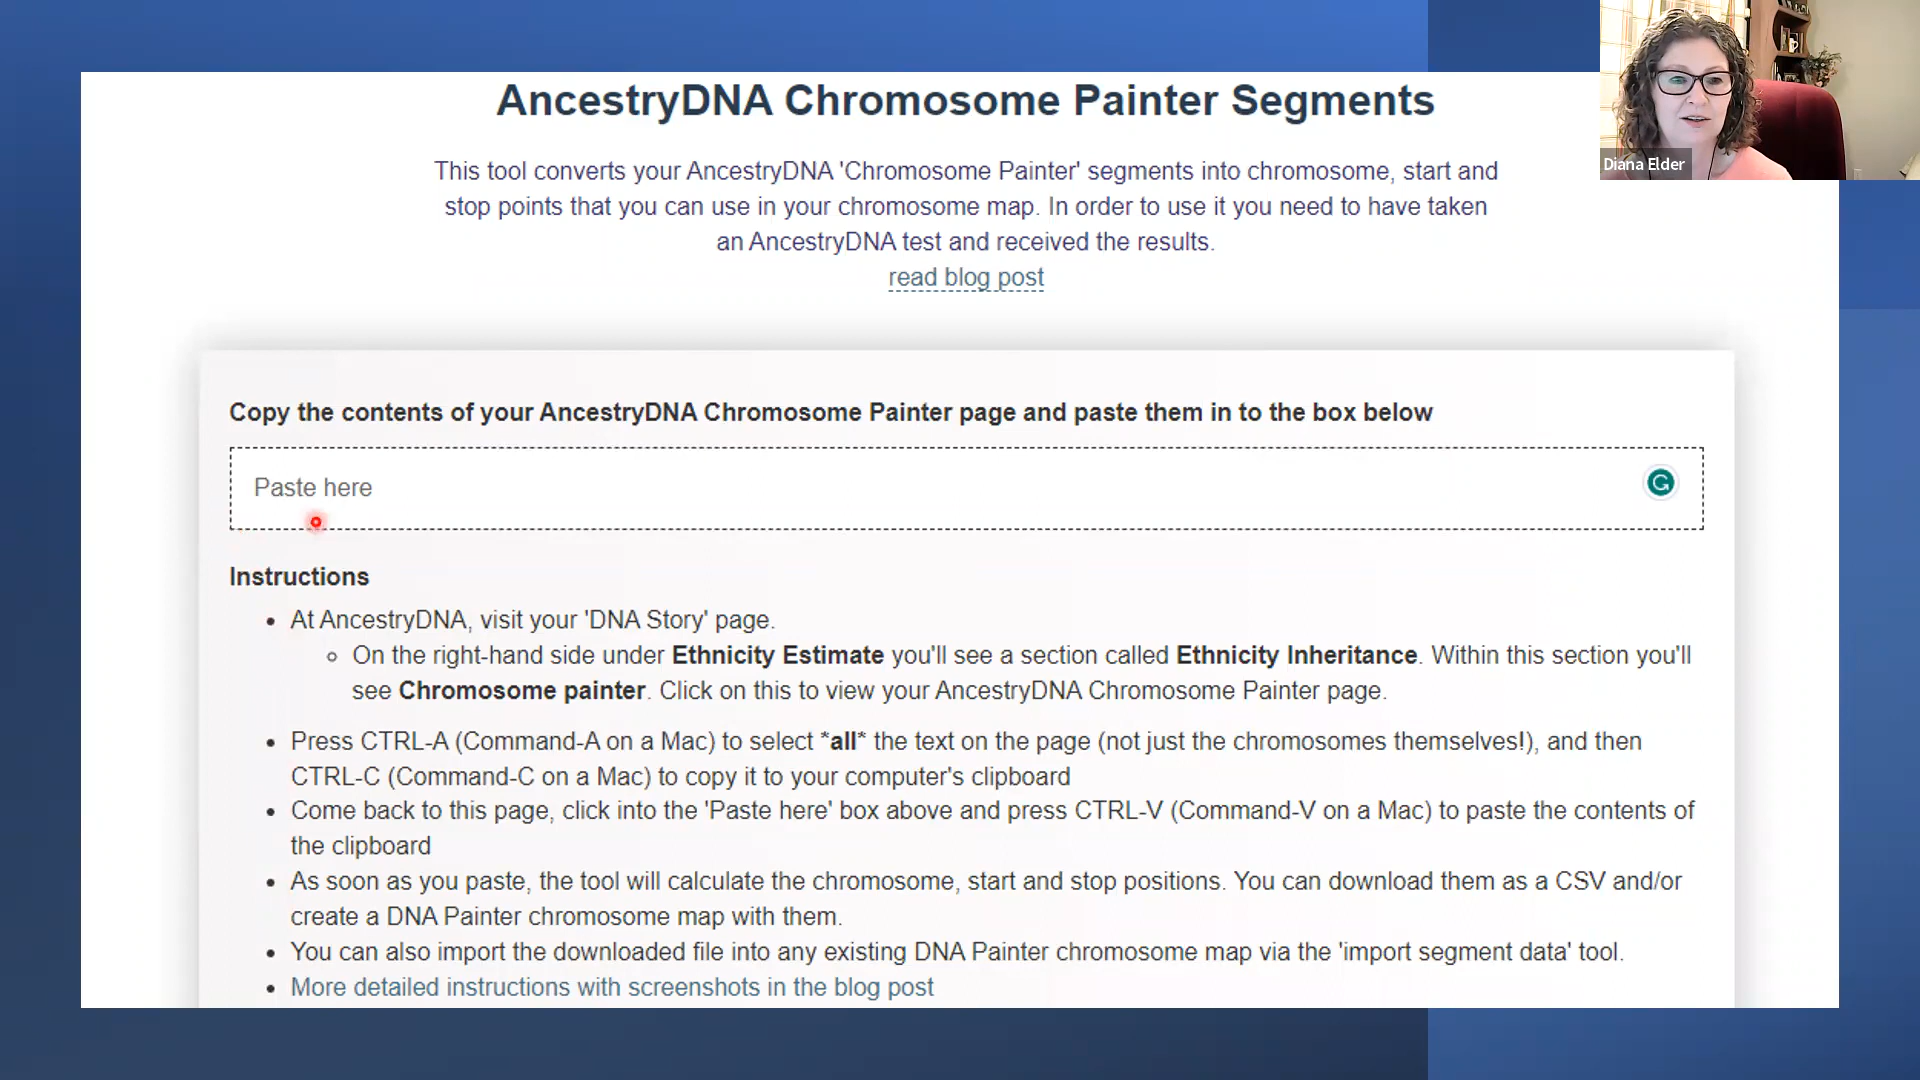 AncestryDNA Chromosome Painter Segments
This tool converts your AncestryDNA 'Chromosome Painter' segments into chromosome, start and
stop points that you can use in your chromosome map. In order to use it you need to have taken
an AncestryDNA test and received the results.
read blog post
Diana Elder
Copy the contents of your AncestryDNA Chromosome Painter page and paste them in to the box below
Paste here
Instructions
• At AncestryDNA, visit your 'DNA Story' page.
○ On the right-hand side under Ethnicity Estimate you'll see a section called Ethnicity Inheritance. Within this section you'll
see Chromosome painter. Click on this to view your AncestryDNA Chromosome Painter page.
• Press CTRL-A (Command-A on a Mac) to select *all* the text on the page (not just the chromosomes themselves!), and then
CTRL-C (Command-C on a Mac) to copy it to your computer's clipboard
• Come back to this page, click into the 'Paste here' box above and press CTRL-V (Command-V on a Mac) to paste the contents of
the clipboard
• As soon as you paste, the tool will calculate the chromosome, start and stop positions. You can download them as a CSV and/or
create a DNA Painter chromosome map with them.
• You can also import the downloaded file into any existing DNA Painter chromosome map via the 'import segment data' tool.
• More detailed instructions with screenshots in the blog post